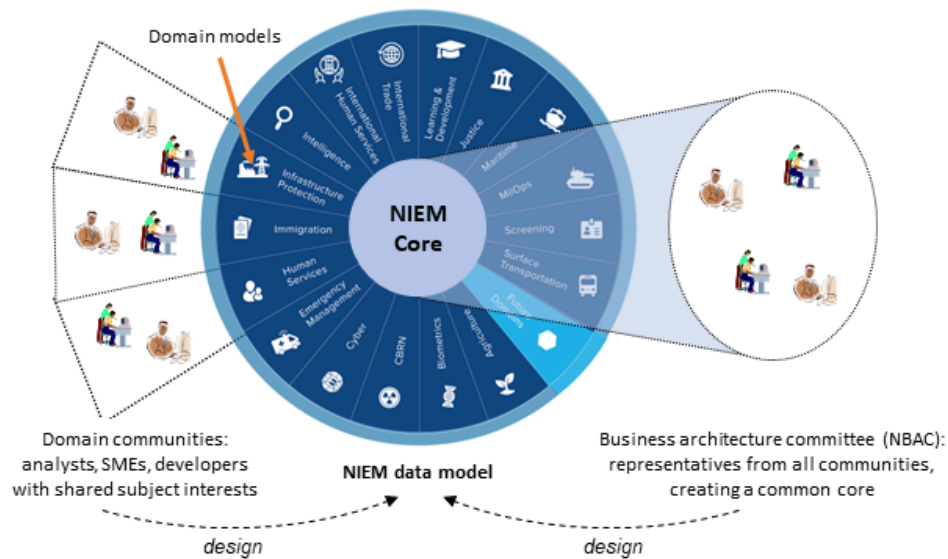 Domain models
International
Human Services
International
Trade
Learning &
Development
Justice
Maritime
MilOps
Screening
Surface
Transportation
Future
Domains
Agriculture
Biometrics
CBRN
Cyber
Emergency
Management
Human
Services
Immigration
Infrastructure
Protection
Intelligence
NIEM
Core
Domain communities:
analysts, SMEs, developers
with shared subject interests
NIEM data model
Business architecture committee (NBAC):
representatives from all communities,
creating a common core
design
design